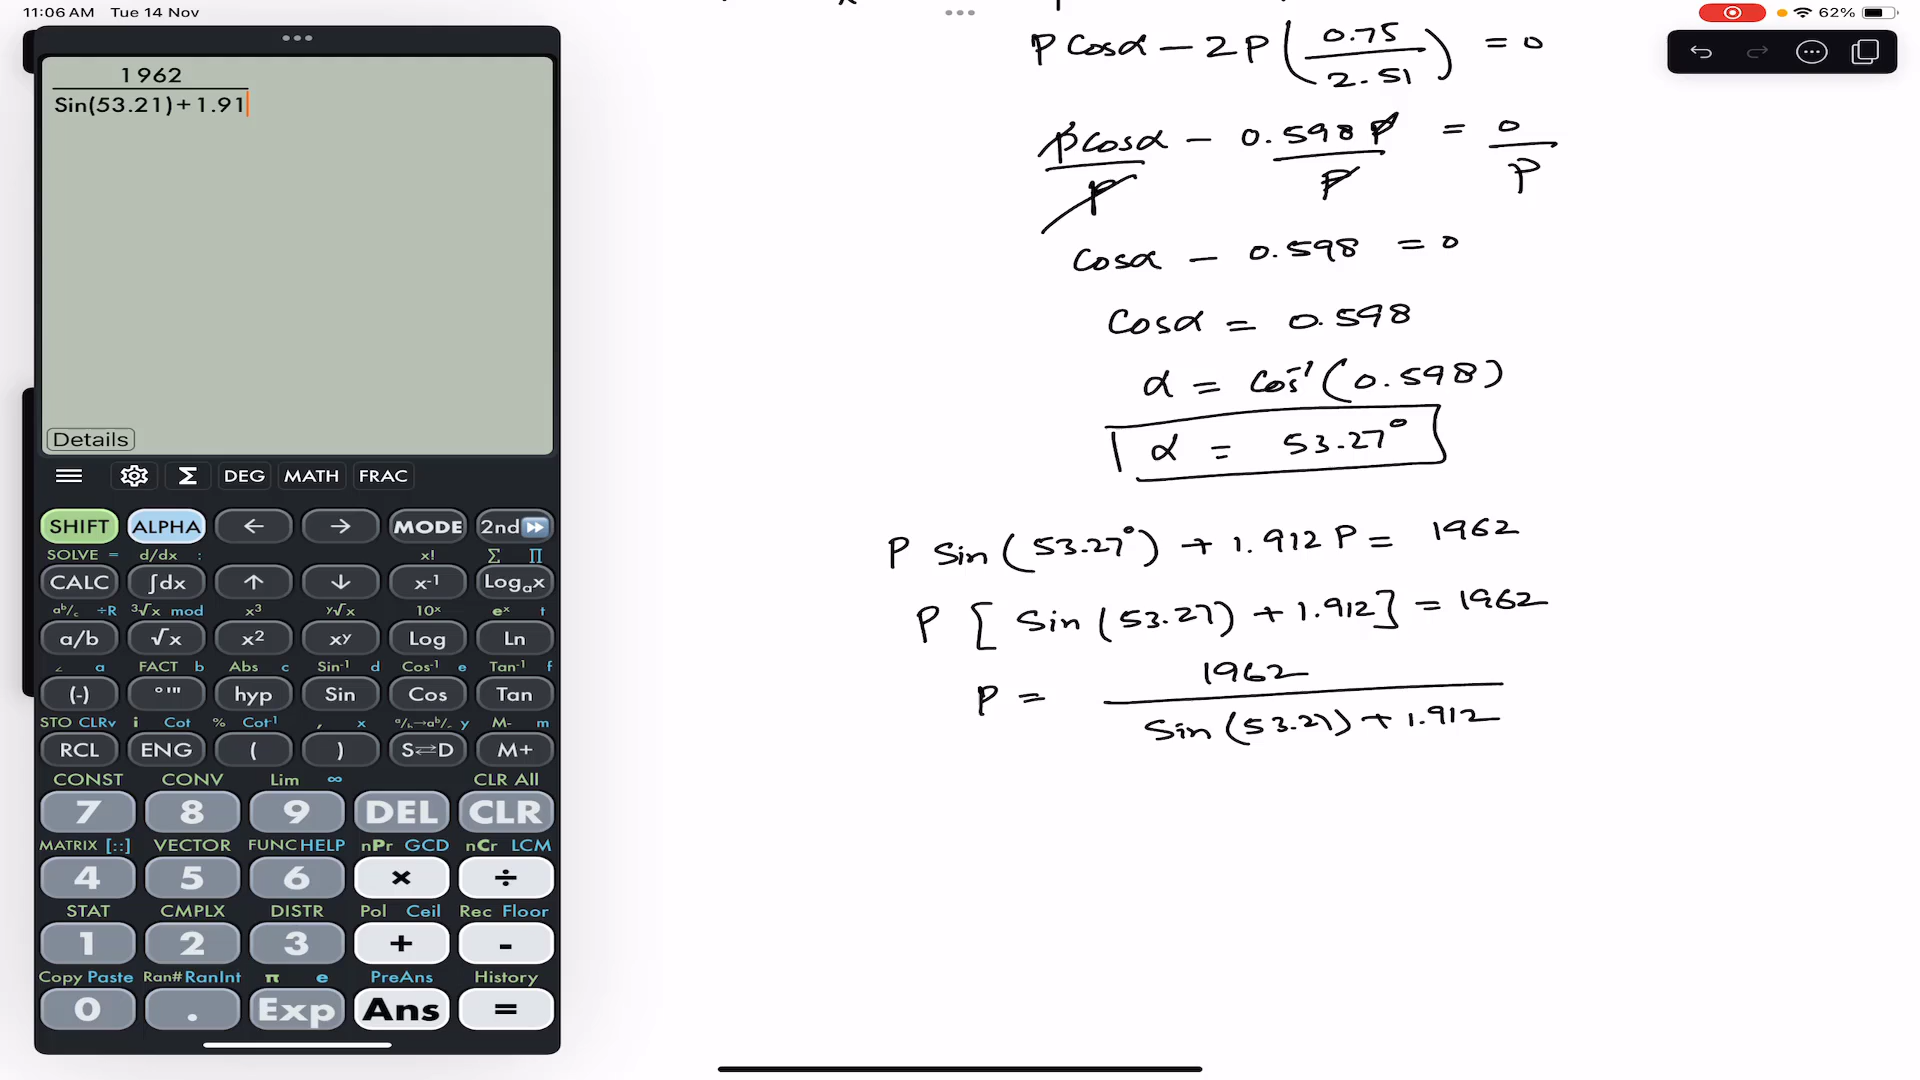 11:06 AM Tue 14 Nov
62%
1962
Sin(53.21)+1.91
Details
DEG MATH FRAC
SHIFT ALPHA ← → MODE 2nd
SOLVE = d/dx : x! Σ Π
CALC ∫dx ↑ ↓ x⁻¹ Logₐx
aᵇ/c ÷R ³√x mod x³ ʸ√x 10ˣ eˣ t
a/b √x x² xʸ Log Ln
∠ a FACT b Abs c Sin⁻¹ d Cos⁻¹ e Tan⁻¹ f
(-) °'" hyp Sin Cos Tan
STO CLRv i Cot % Cot⁻¹ , x ᵃ/ᵦ→aᵇ/c y M- m
RCL ENG ( ) S⇄D M+
CONST CONV Lim ∞ CLR All
7 8 9 DEL CLR
MATRIX [::] VECTOR FUNC HELP nPr GCD nCr LCM
4 5 6 × ÷
STAT CMPLX DISTR Pol Ceil Rec Floor
1 2 3 + -
Copy Paste Ran# RanInt π e PreAns History
0 . Exp Ans =
P Cosα - 2P (0.75/2.51) = 0
PCosα/P - 0.598P/P = 0/P
Cosα - 0.598 = 0
Cosα = 0.598
α = Cos⁻¹(0.598)
α = 53.27°
P Sin(53.27°) + 1.912 P = 1962
P [Sin(53.27) + 1.912] = 1962
P = 1962
Sin(53.21) + 1.912